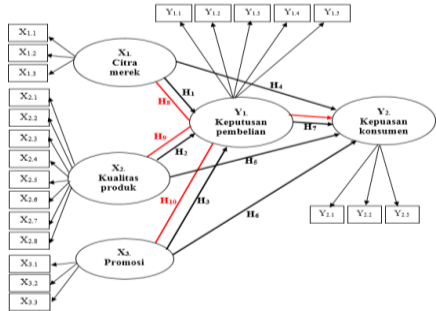 Y1.1
Y1.2
Y1.3
Y1.4
Y1.5
X1.1
X1.2
X1.3
X1.
Citra
merek
H1
H8
H4
Y1.
Keputusan
pembelian
H7
Y2.
Kepuasan
konsumen
X2.1
X2.2
X2.3
X2.4
X2.5
X2.6
X2.7
X2.8
H9
H2
X2.
Kualitas
produk
H5
H10
H3
H6
Y2.1
Y2.2
Y2.3
X3.1
X3.2
X3.3
X3.
Promosi